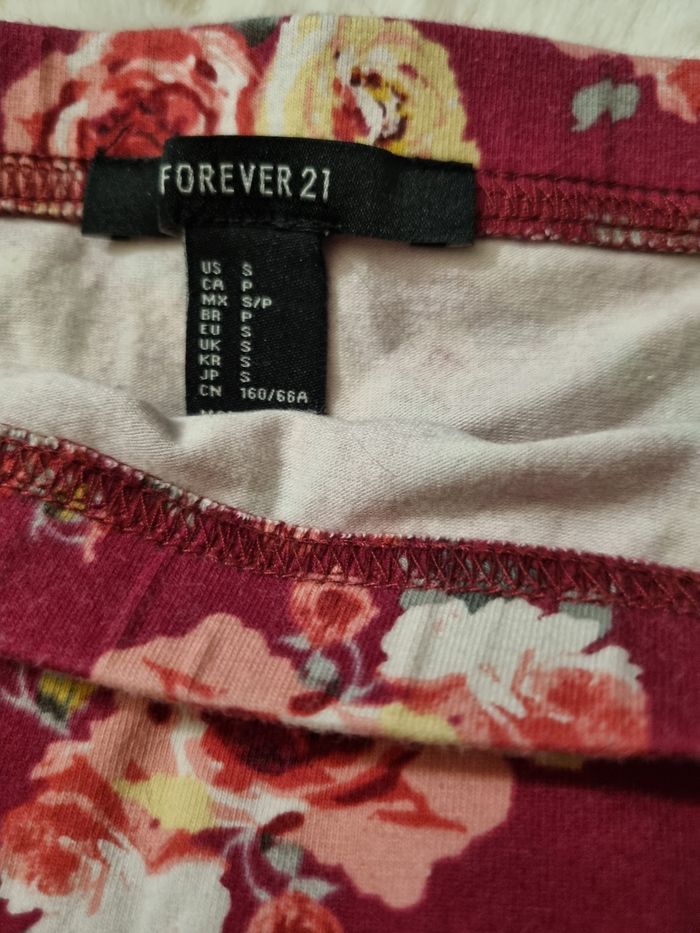 FOREVER 21
US S
CA P
MX S/P
BR P
EU S
UK S
KR S
JP S
CN 160/66A